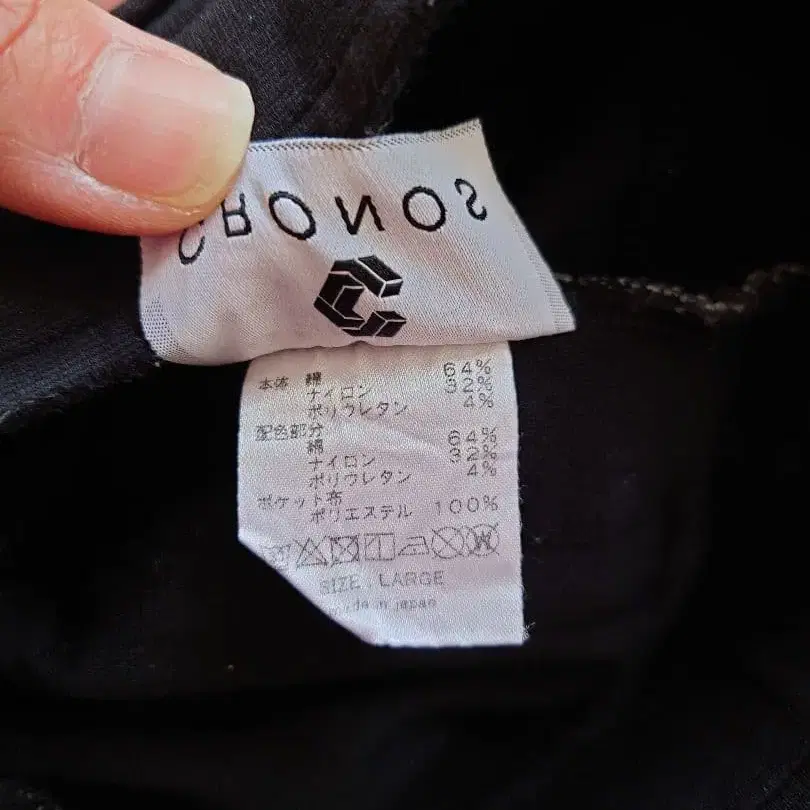 CRONOS
本体 綿 64%
ナイロン 32%
ポリウレタン 4%
配色部分
綿 64%
ナイロン 32%
ポリウレタン 4%
ポケット布
ポリエステル 100%
W
SIZE . LARGE
made in japan